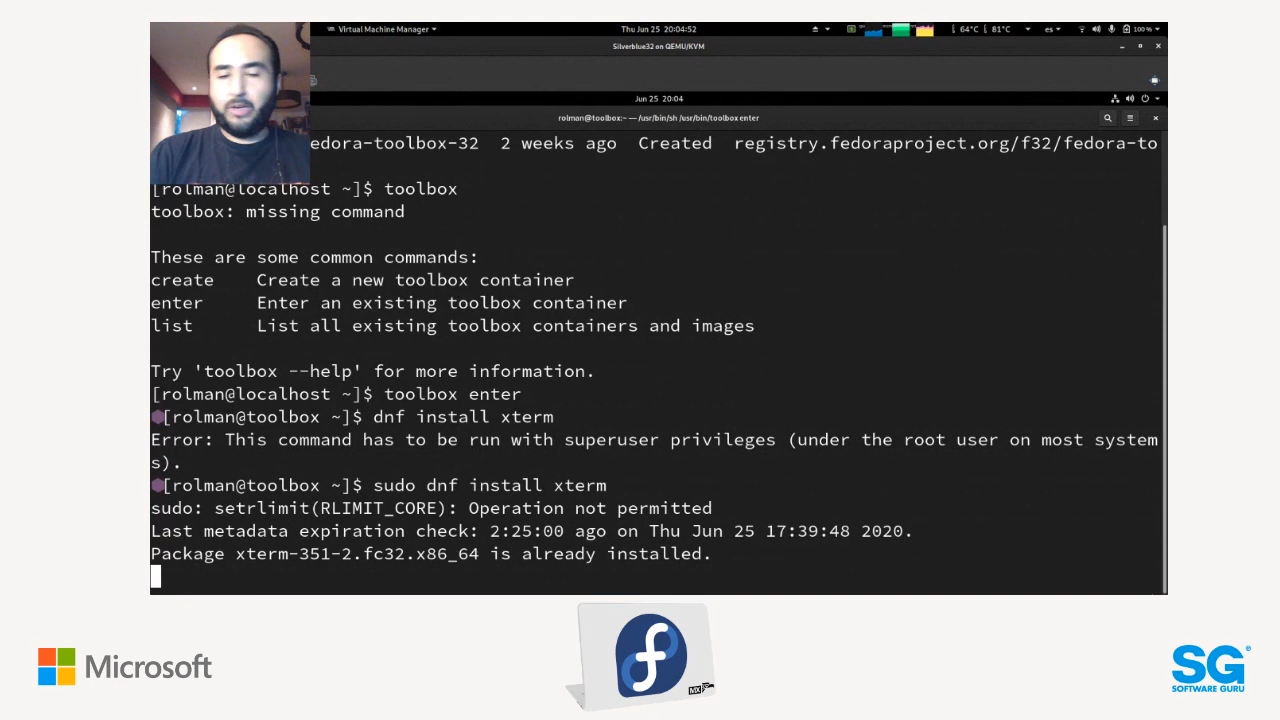 Virtual Machine Manager
Thu Jun 25 20:04:52
64°C
81°C
es
100 %
Silverblue32 on QEMU/KVM
Jun 25 20:04
rolman@toolbox:~ — /usr/bin/sh /usr/bin/toolbox enter
edora-toolbox-32  2 weeks ago  Created  registry.fedoraproject.org/f32/fedora-to
[rolman@localhost ~]$ toolbox
toolbox: missing command
These are some common commands:
create    Create a new toolbox container
enter     Enter an existing toolbox container
list      List all existing toolbox containers and images
Try 'toolbox --help' for more information.
[rolman@localhost ~]$ toolbox enter
[rolman@toolbox ~]$ dnf install xterm
Error: This command has to be run with superuser privileges (under the root user on most system
s).
[rolman@toolbox ~]$ sudo dnf install xterm
sudo: setrlimit(RLIMIT_CORE): Operation not permitted
Last metadata expiration check: 2:25:00 ago on Thu Jun 25 17:39:48 2020.
Package xterm-351-2.fc32.x86_64 is already installed.
Microsoft
MX
SG
SOFTWARE GURU